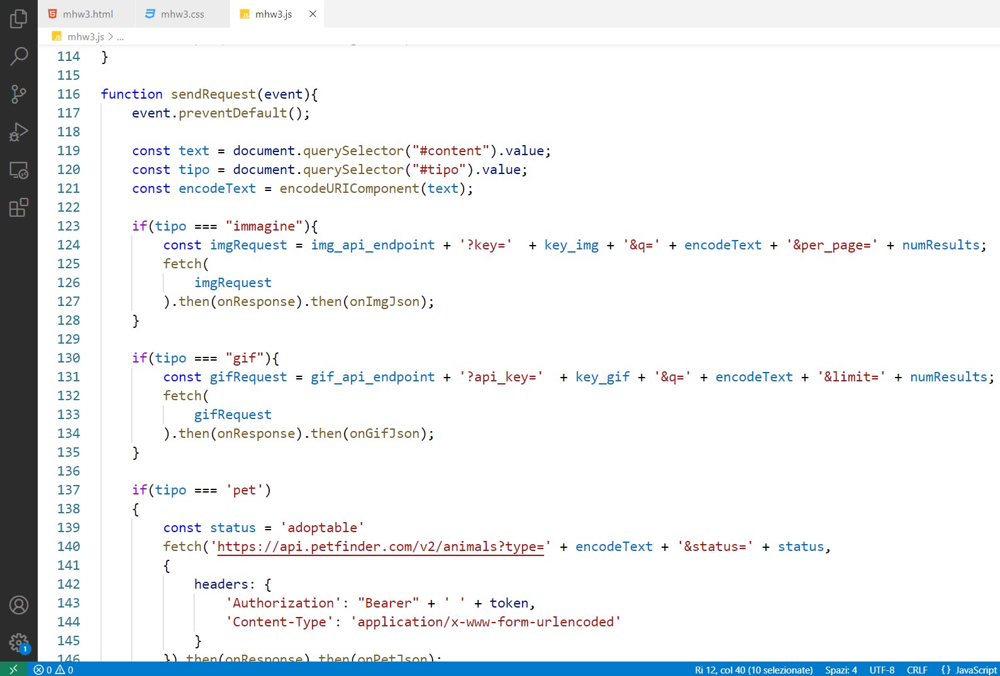 mhw3.html mhw3.css JS mhw3.js
JS mhw3.js > ...
114 }
115
116 function sendRequest(event){
117 event.preventDefault();
118
119 const text = document.querySelector("#content").value;
120 const tipo = document.querySelector("#tipo").value;
121 const encodeText = encodeURIComponent(text);
122
123 if(tipo === "immagine"){
124 const imgRequest = img_api_endpoint + '?key='  + key_img + '&q=' + encodeText + '&per_page=' + numResults;
125 fetch(
126 imgRequest
127 ).then(onResponse).then(onImgJson);
128 }
129
130 if(tipo === "gif"){
131 const gifRequest = gif_api_endpoint + '?api_key='  + key_gif + '&q=' + encodeText + '&limit=' + numResults;
132 fetch(
133 gifRequest
134 ).then(onResponse).then(onGifJson);
135 }
136
137 if(tipo === 'pet')
138 {
139 const status = 'adoptable'
140 fetch('https://api.petfinder.com/v2/animals?type=' + encodeText + '&status=' + status,
141 {
142 headers: {
143 'Authorization': "Bearer" + ' ' + token,
144 'Content-Type': 'application/x-www-form-urlencoded'
145 }
146 }).then(onResponse).then(onPetJson);
1
0 0 Ri 12, col 40 (10 selezionate) Spazi: 4 UTF-8 CRLF {} JavaScript